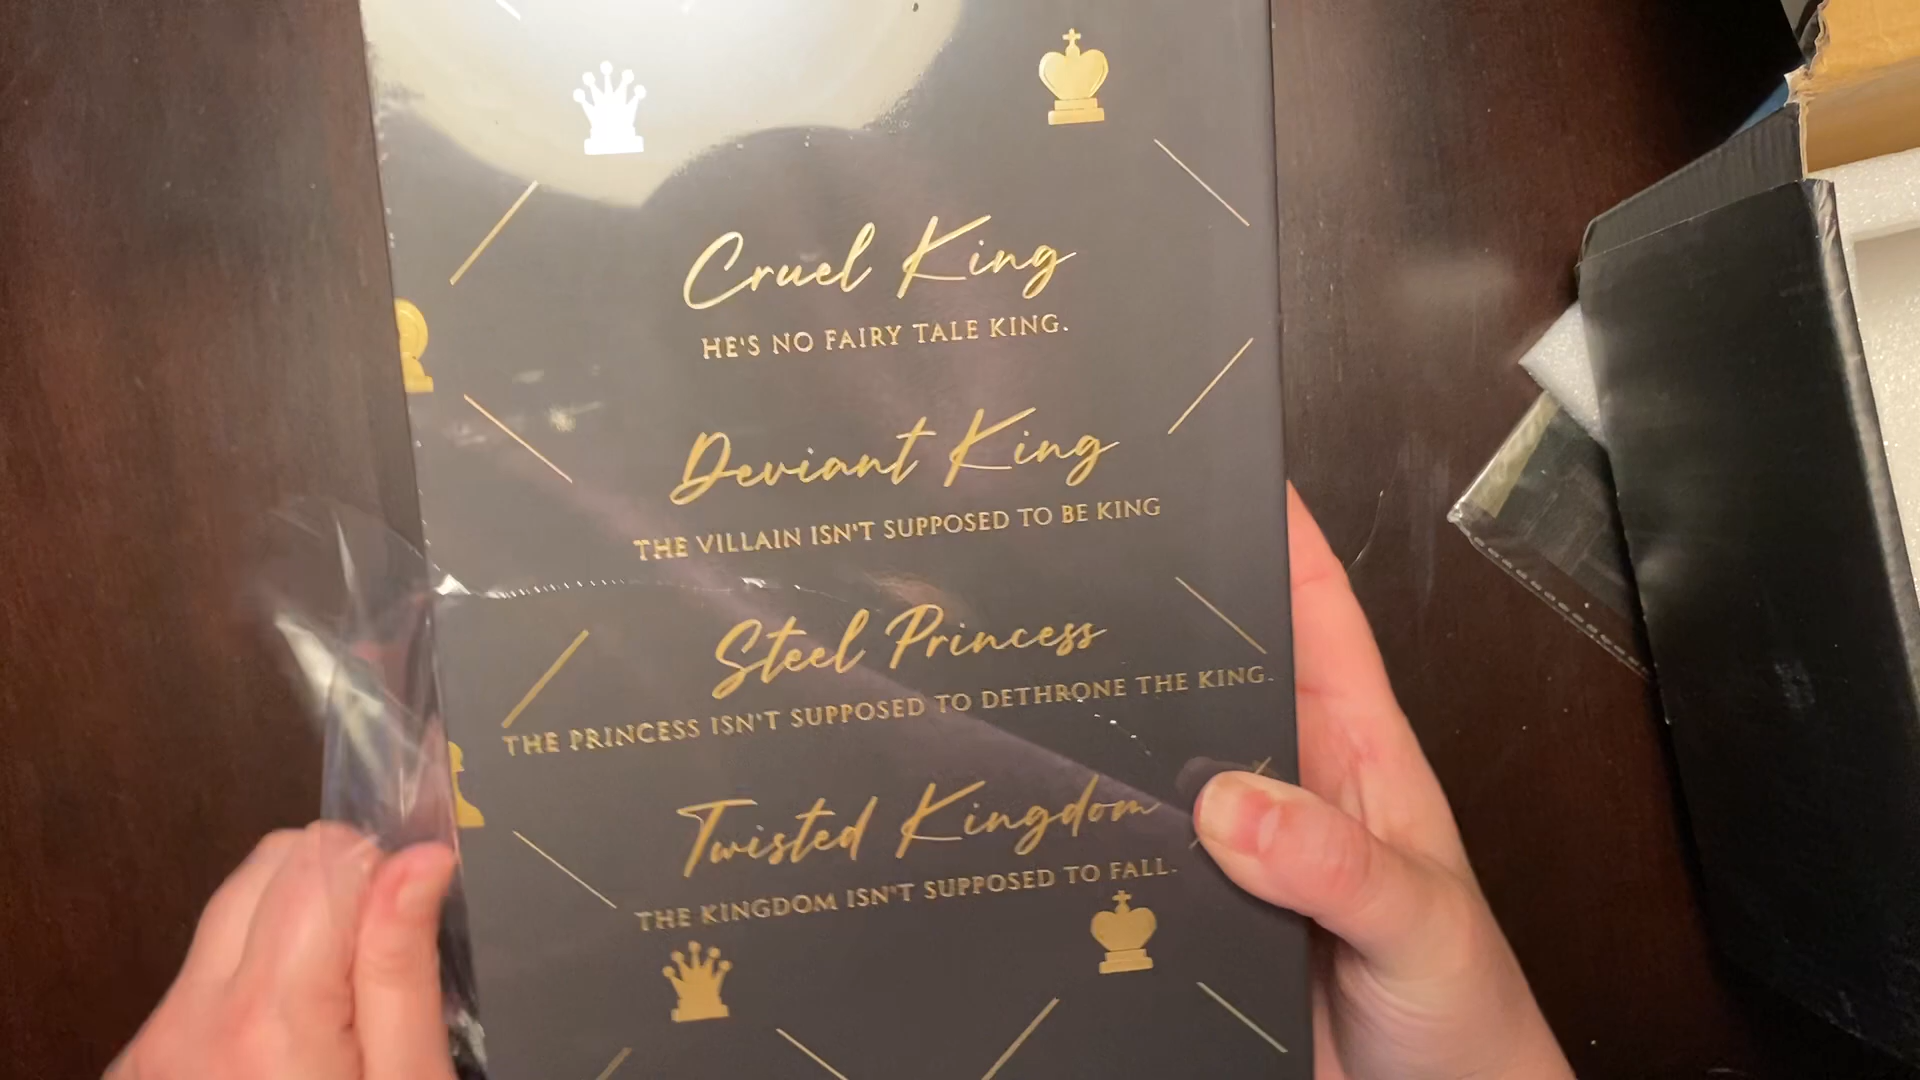 Cruel King
HE'S NO FAIRY TALE KING.
Deviant King
THE VILLAIN ISN'T SUPPOSED TO BE KING
Steel Princess
THE PRINCESS ISN'T SUPPOSED TO DETHRONE THE KING.
Twisted Kingdom
THE KINGDOM ISN'T SUPPOSED TO FALL.